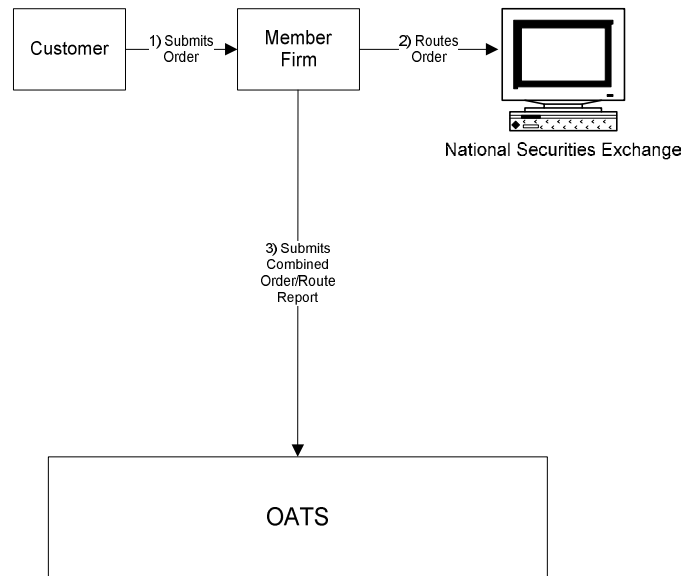 Customer
1) Submits
Order
Member
Firm
2) Routes
Order
National Securities Exchange
3) Submits
Combined
Order/Route
Report
OATS